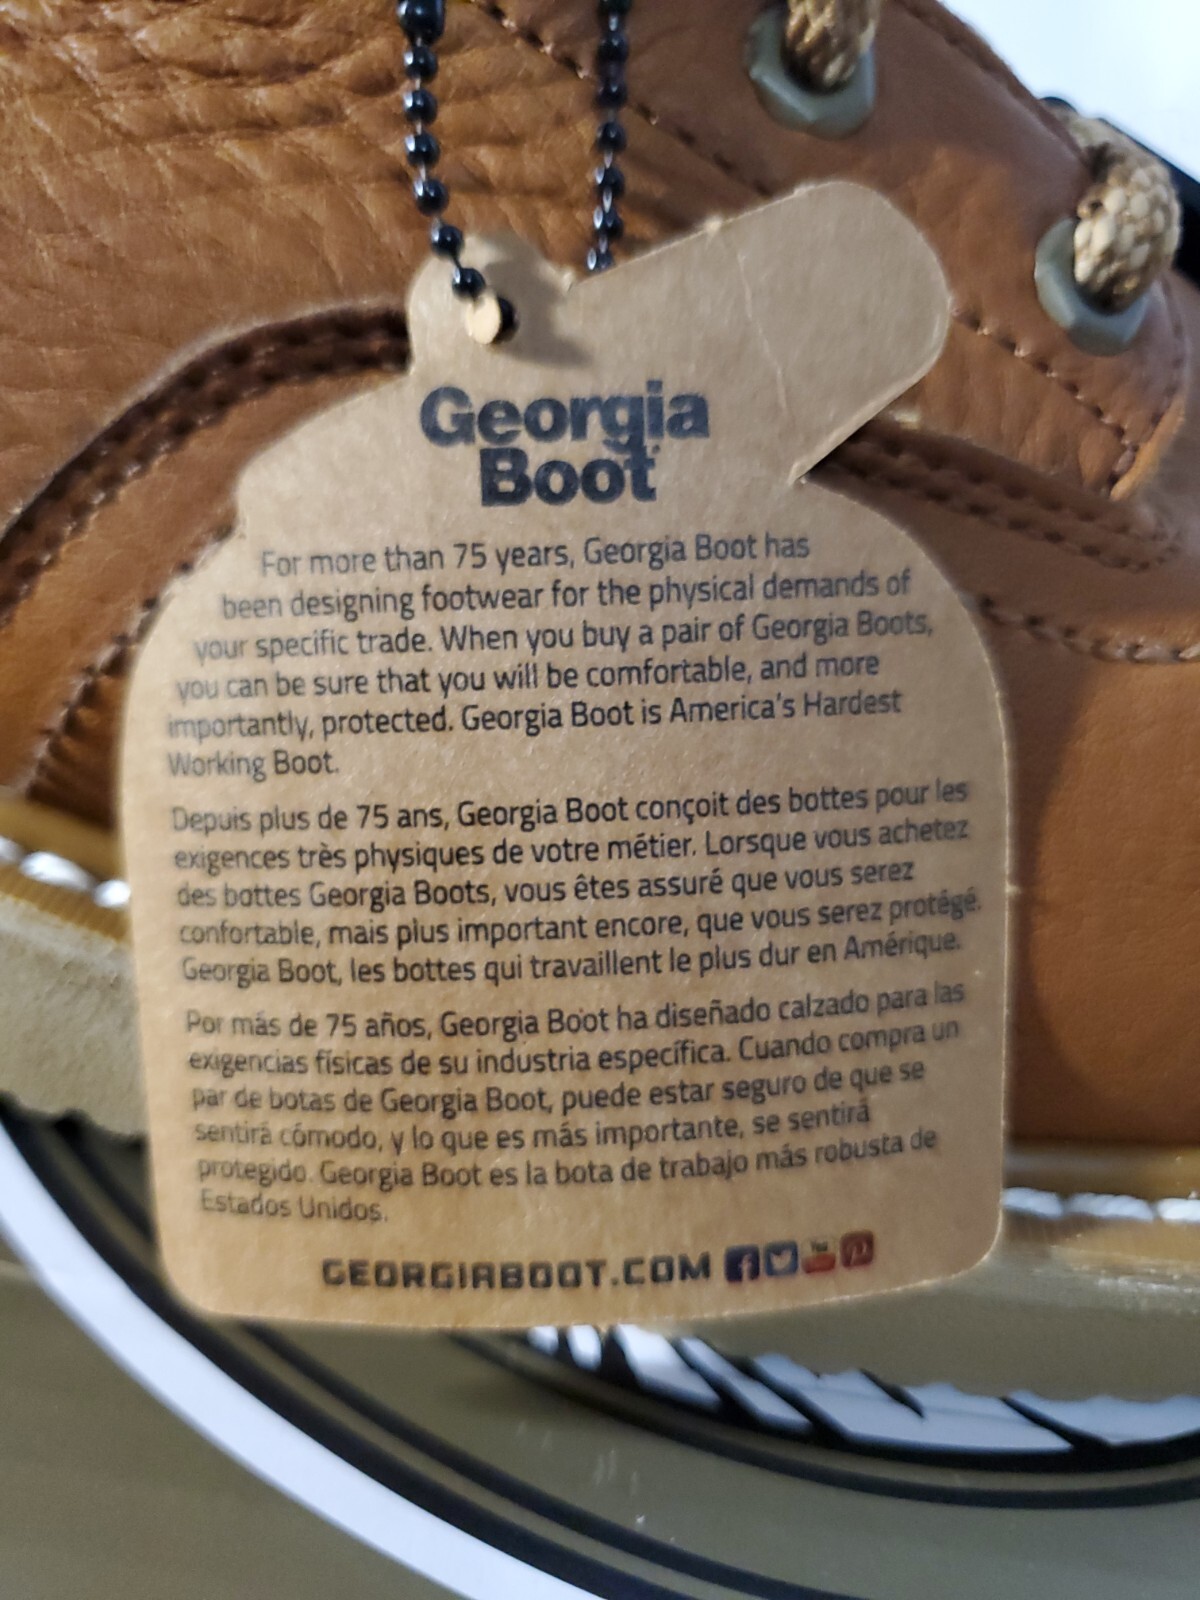 Georgia
Boot
For more than 75 years, Georgia Boot has
been designing footwear for the physical demands of
your specific trade. When you buy a pair of Georgia Boots,
you can be sure that you will be comfortable, and more
importantly, protected. Georgia Boot is America's Hardest
Working Boot.
Depuis plus de 75 ans, Georgia Boot conçoit des bottes pour les
exigences très physiques de votre métier. Lorsque vous achetez
des bottes Georgia Boots, vous êtes assuré que vous serez
confortable, mais plus important encore, que vous serez protégé.
Georgia Boot, les bottes qui travaillent le plus dur en Amérique.
Por más de 75 años, Georgia Boot ha diseñado calzado para las
exigencias físicas de su industria específica. Cuando compra un
par de botas de Georgia Boot, puede estar seguro de que se
sentirá cómodo, y lo que es más importante, se sentirá
protegido. Georgia Boot es la bota de trabajo más robusta de
Estados Unidos.
GEORGIABOOT.COM